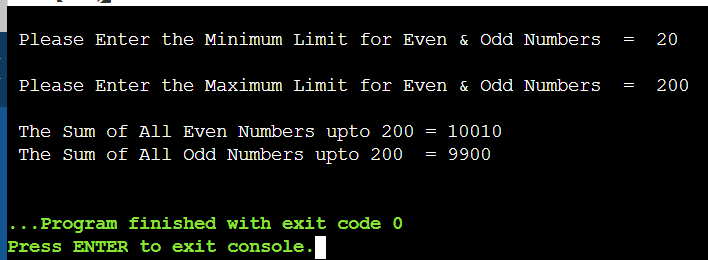 Please Enter the Minimum Limit for Even & Odd Numbers  =  20
Please Enter the Maximum Limit for Even & Odd Numbers  =  200
The Sum of All Even Numbers upto 200 = 10010
The Sum of All Odd Numbers upto 200  = 9900
...Program finished with exit code 0
Press ENTER to exit console.